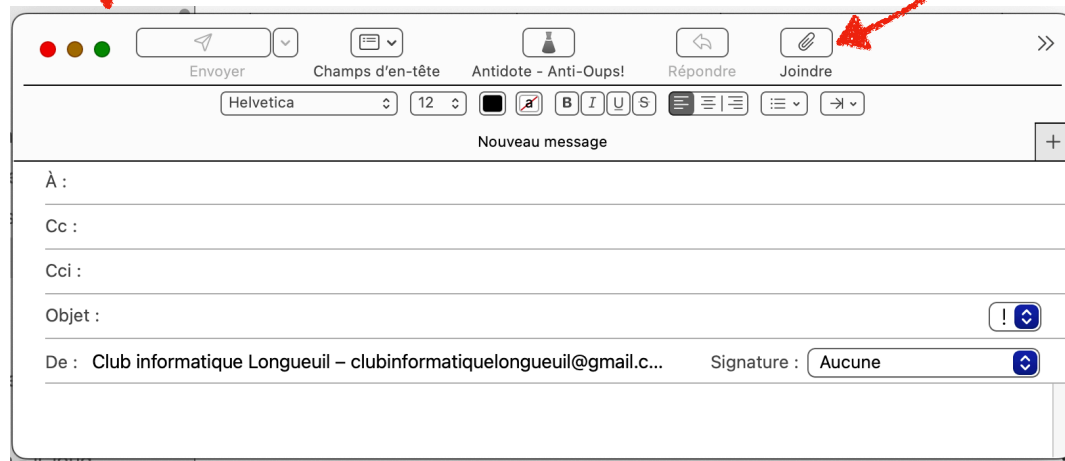 Envoyer
Champs d'en-tête
Antidote - Anti-Oups!
Répondre
Joindre
Helvetica 12 a B I U S
Nouveau message
À :
Cc :
Cci :
Objet : !
De : Club informatique Longueuil – clubinformatiquelongueuil@gmail.c... Signature : Aucune